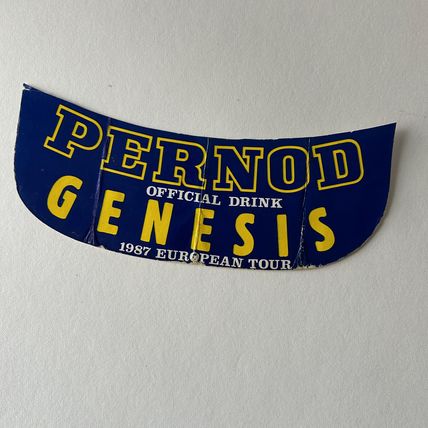 PERNOD
OFFICIAL DRINK
GENESIS
1987 EUROPEAN TOUR